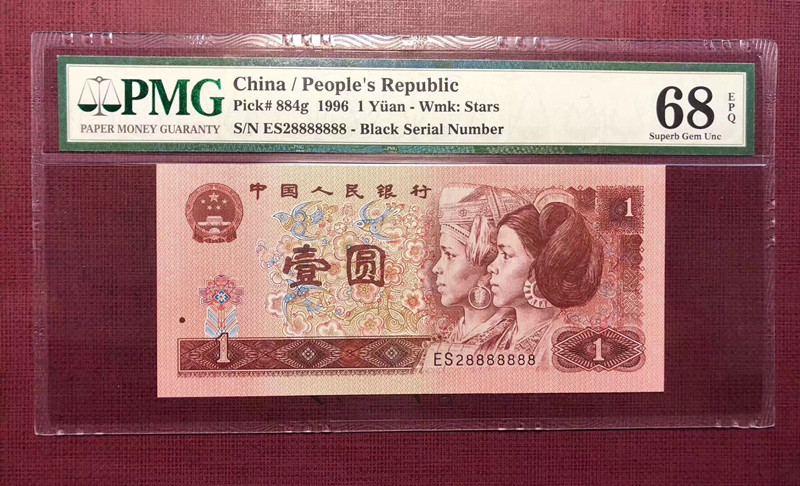 PMG
PAPER MONEY GUARANTY
China / People's Republic
Pick# 884g 1996 1 Yüan - Wmk: Stars
S/N ES28888888 - Black Serial Number
68
EPQ
Superb Gem Unc
中国人民银行
1
壹圆
1
ES28888888
1